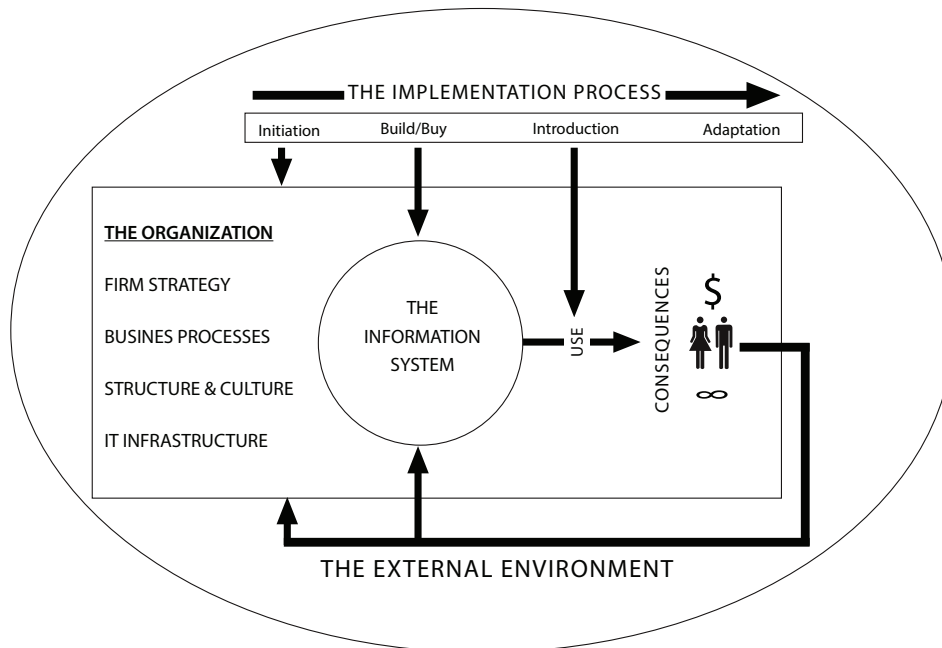 THE IMPLEMENTATION PROCESS
Initiation
Build/Buy
Introduction
Adaptation
THE ORGANIZATION
FIRM STRATEGY
BUSINES PROCESSES
STRUCTURE & CULTURE
IT INFRASTRUCTURE
THE
INFORMATION
SYSTEM
USE
CONSEQUENCES
$
∞
THE EXTERNAL ENVIRONMENT